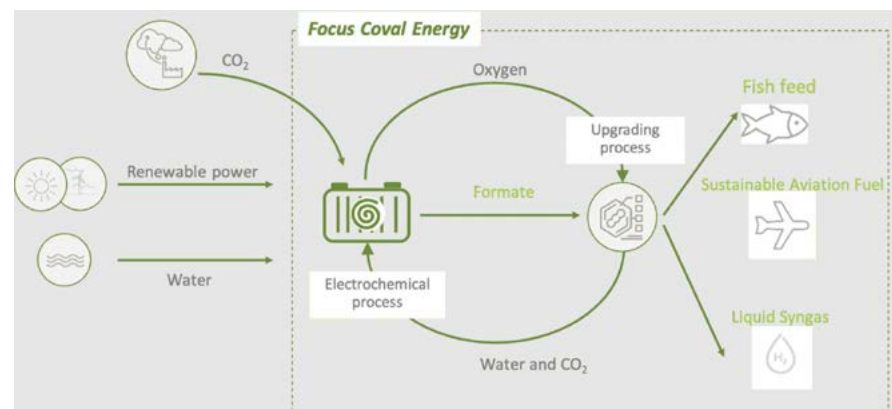 Focus Coval Energy
CO₂
Oxygen
Fish feed
Upgrading
process
Renewable power
Formate
Sustainable Aviation Fuel
Water
Electrochemical
process
Liquid Syngas
Water and CO₂
H₂